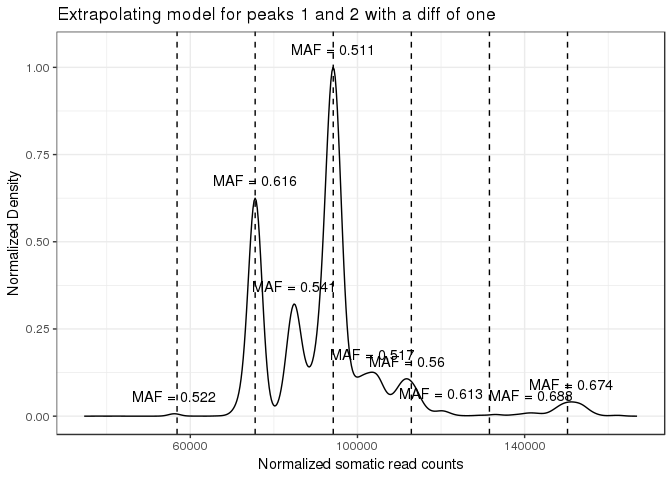 Extrapolating model for peaks 1 and 2 with a diff of one
MAF = 0.511
1.00
0.75
MAF = 0.616
0.50
MAF = 0.541
0.25
MAF = 0.517
MAF = 0.56
MAF = 0.674
MAF = 0.613
MAF = 0.688
MAF = 0.522
0.00
60000
100000
140000
Normalized Density
Normalized somatic read counts